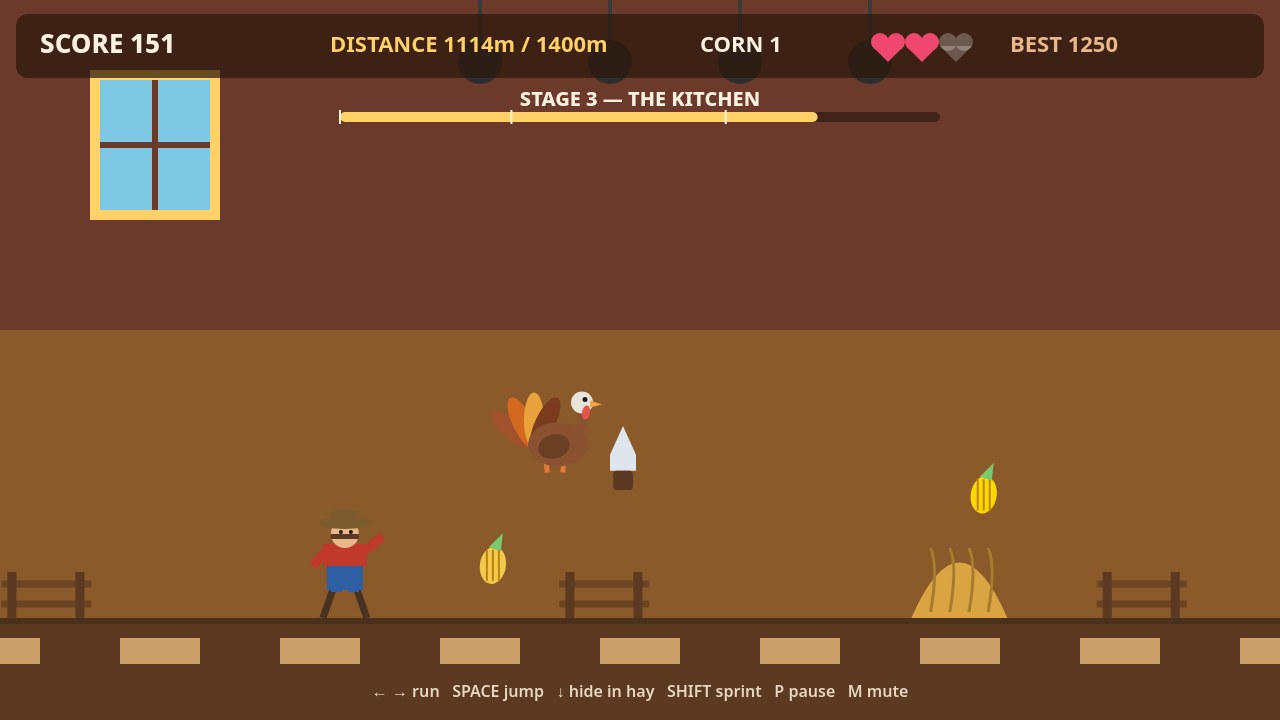 SCORE 151 DISTANCE 1114m / 1400m CORN 1 BEST 1250
STAGE 3 — THE KITCHEN
← → run SPACE jump ↓ hide in hay SHIFT sprint P pause M mute